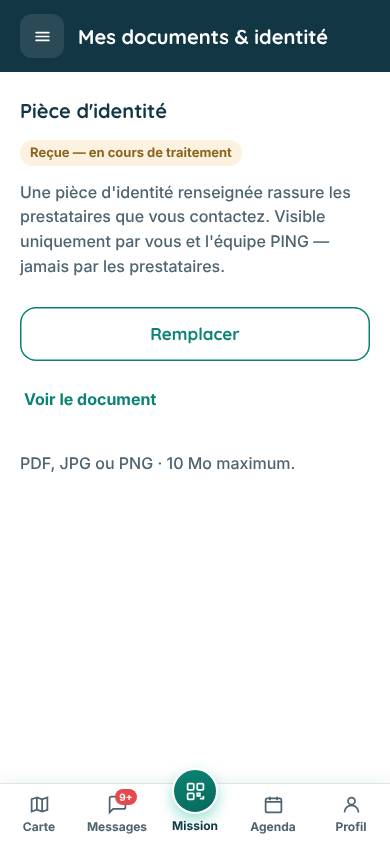 Mes documents & identité
Pièce d'identité
Reçue — en cours de traitement
Une pièce d'identité renseignée rassure les
prestataires que vous contactez. Visible
uniquement par vous et l'équipe PING —
jamais par les prestataires.
Remplacer
Voir le document
PDF, JPG ou PNG · 10 Mo maximum.
9+
Carte
Messages
Mission
Agenda
Profil